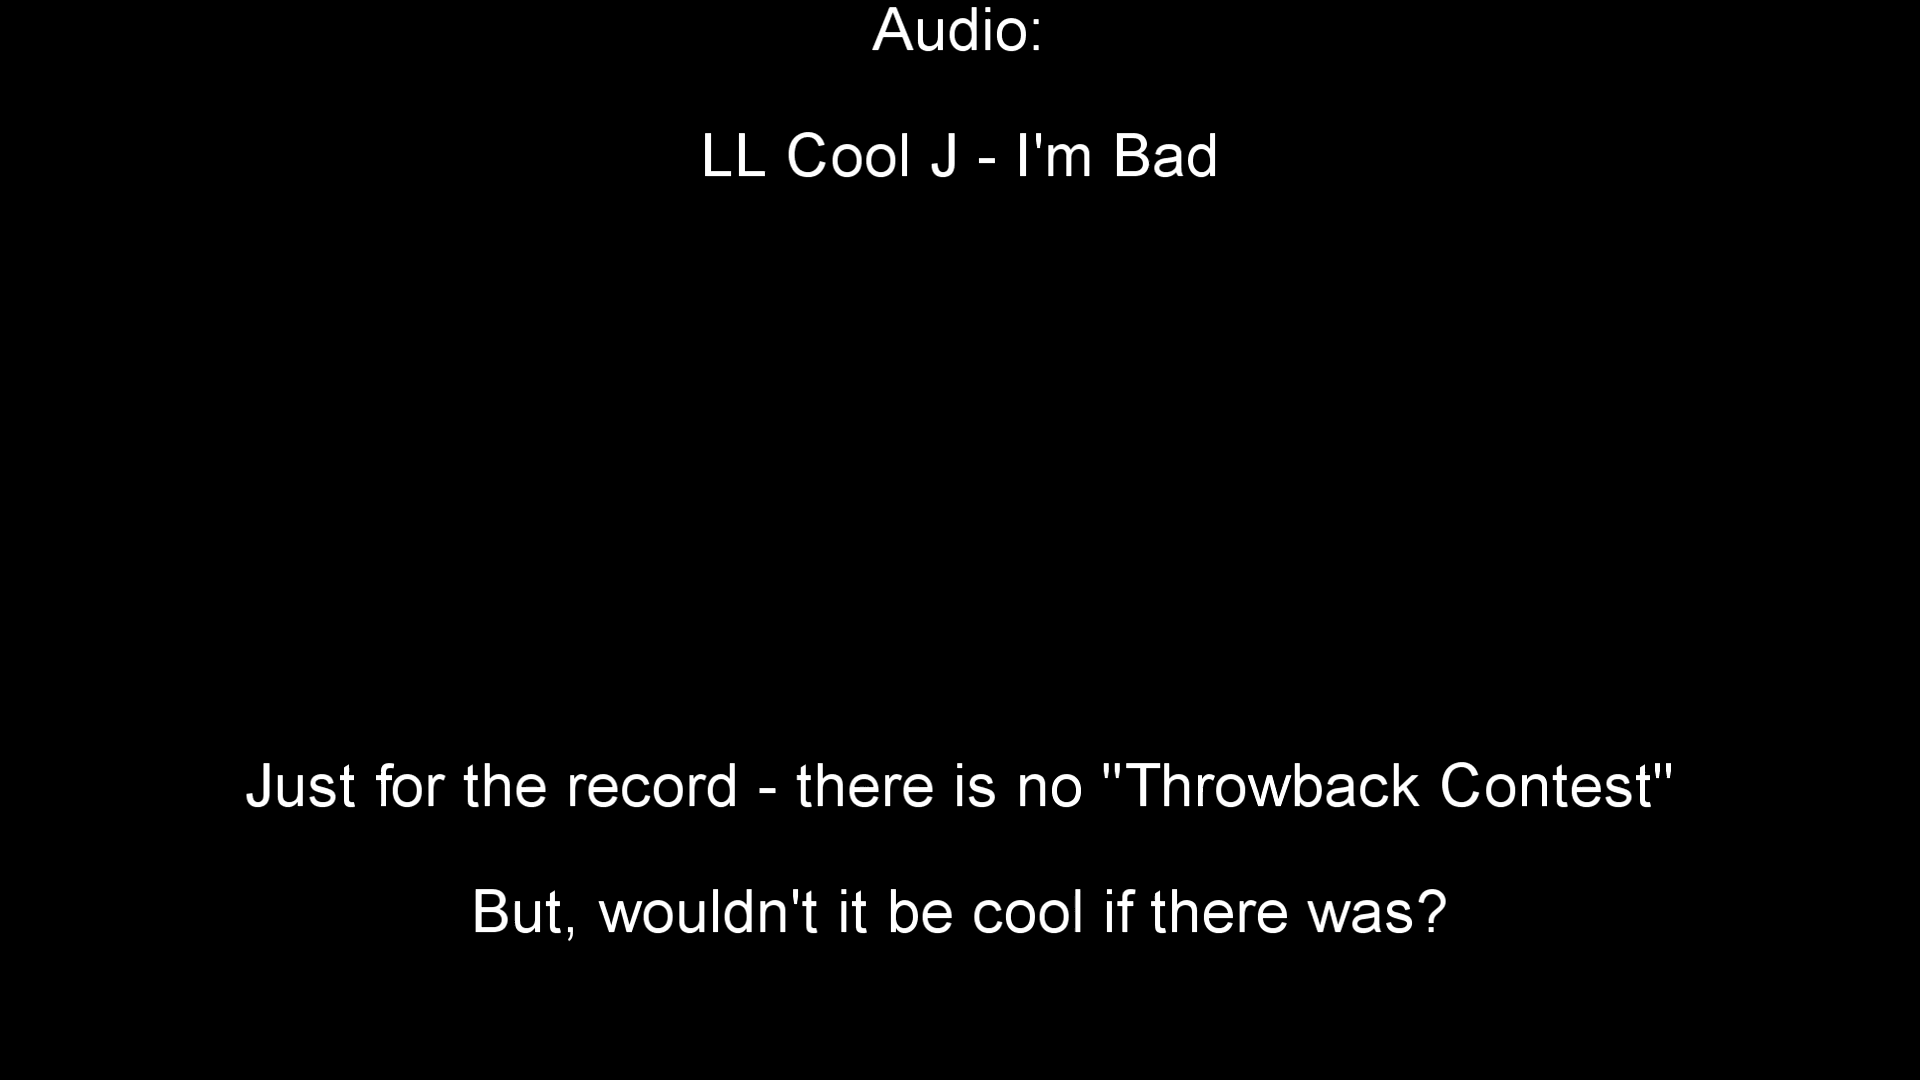 Audio:
LL Cool J - I'm Bad
Just for the record - there is no "Throwback Contest"
But, wouldn't it be cool if there was?